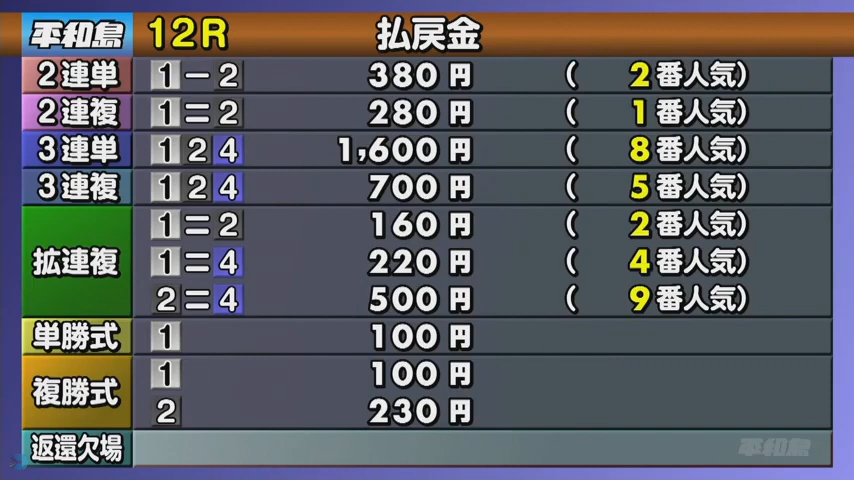 平和島 12R 払戻金
2連単 1-2 380円 ( 2番人気)
2連複 1=2 280円 ( 1番人気)
3連単 1 2 4 1,600円 ( 8番人気)
3連複 1 2 4 700円 ( 5番人気)
拡連複 1=2 160円 ( 2番人気)
1=4 220円 ( 4番人気)
2=4 500円 ( 9番人気)
単勝式 1 100円
複勝式 1 100円
2 230円
返還欠場
平和島